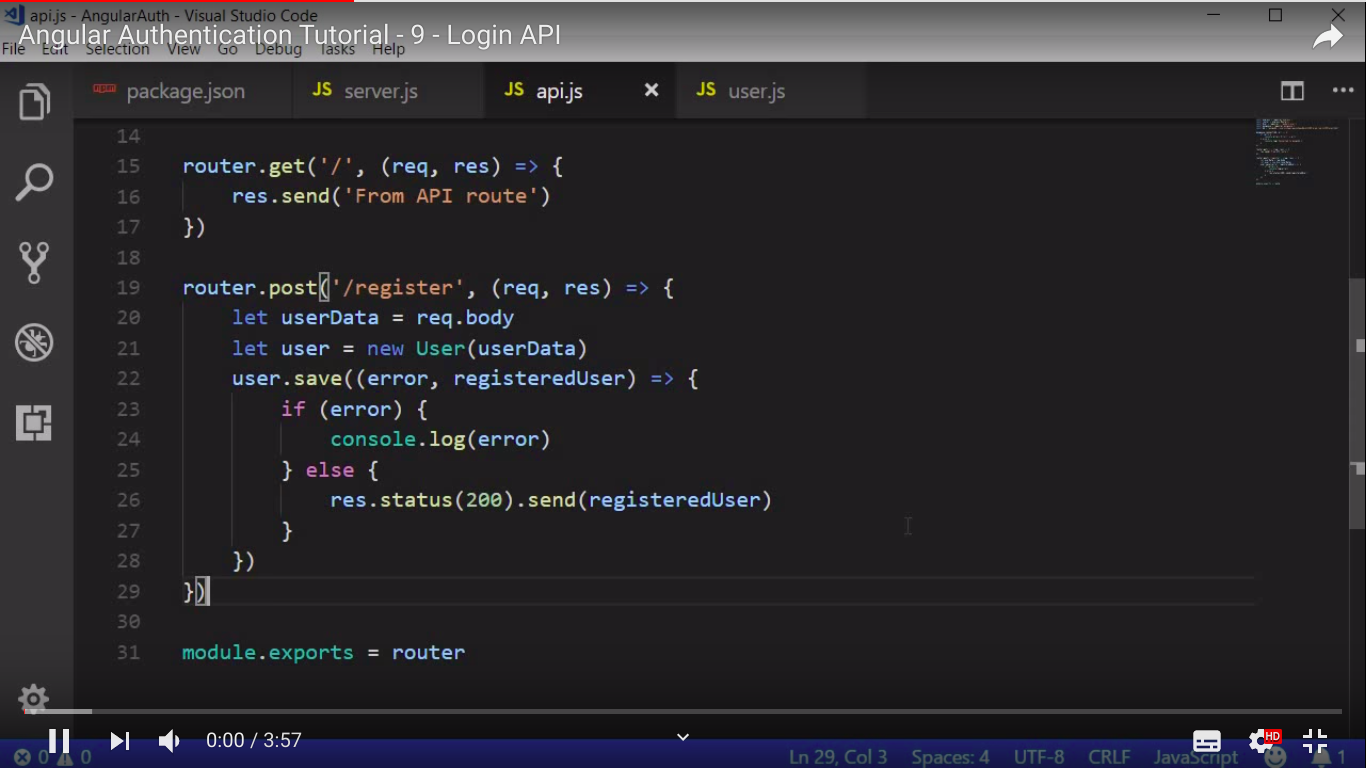 api.js - AngularAuth - Visual Studio Code
Angular Authentication Tutorial - 9 - Login API
File Edit Selection View Go Debug Tasks Help
npm package.json JS server.js JS api.js × JS user.js
14
15 router.get('/', (req, res) => {
16 res.send('From API route')
17 })
18
19 router.post('/register', (req, res) => {
20 let userData = req.body
21 let user = new User(userData)
22 user.save((error, registeredUser) => {
23 if (error) {
24 console.log(error)
25 } else {
26 res.status(200).send(registeredUser)
27 }
28 })
29 })
30
31 module.exports = router
0:00 / 3:57 HD
0 0 Ln 29, Col 3 Spaces: 4 UTF-8 CRLF JavaScript 1